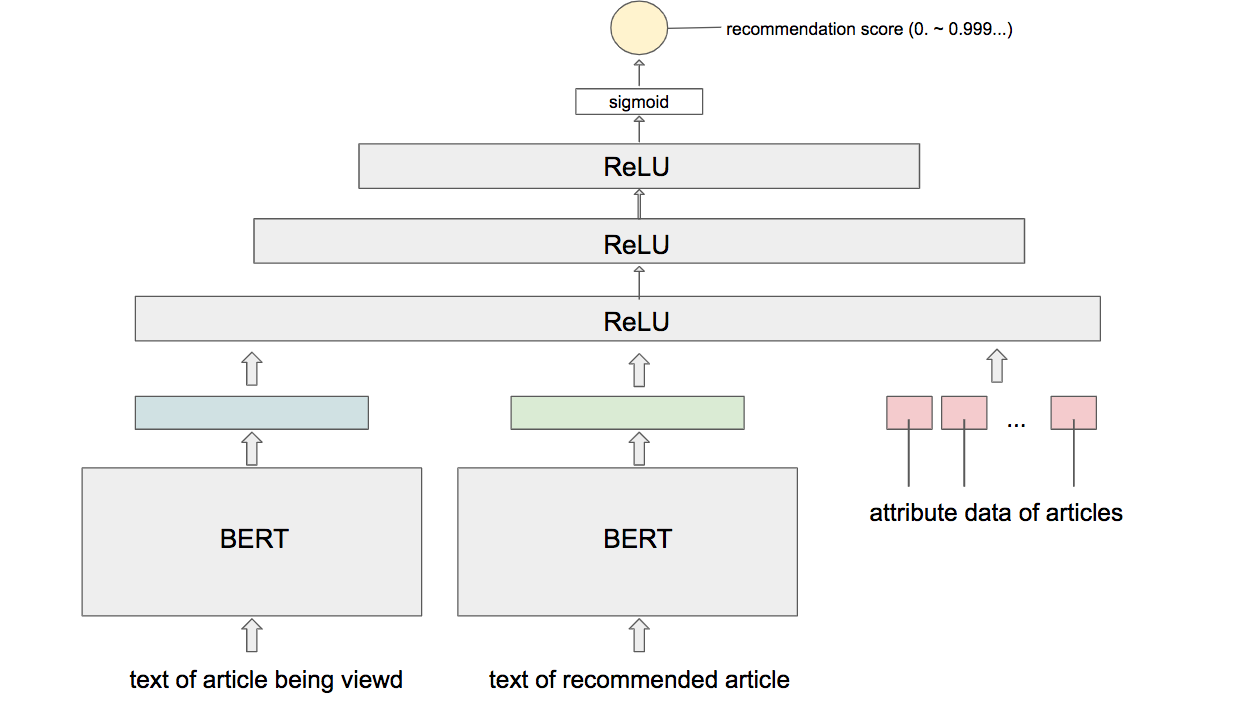 recommendation score (0. ~ 0.999...)
sigmoid
ReLU
ReLU
ReLU
...
attribute data of articles
BERT
BERT
text of article being viewd
text of recommended article